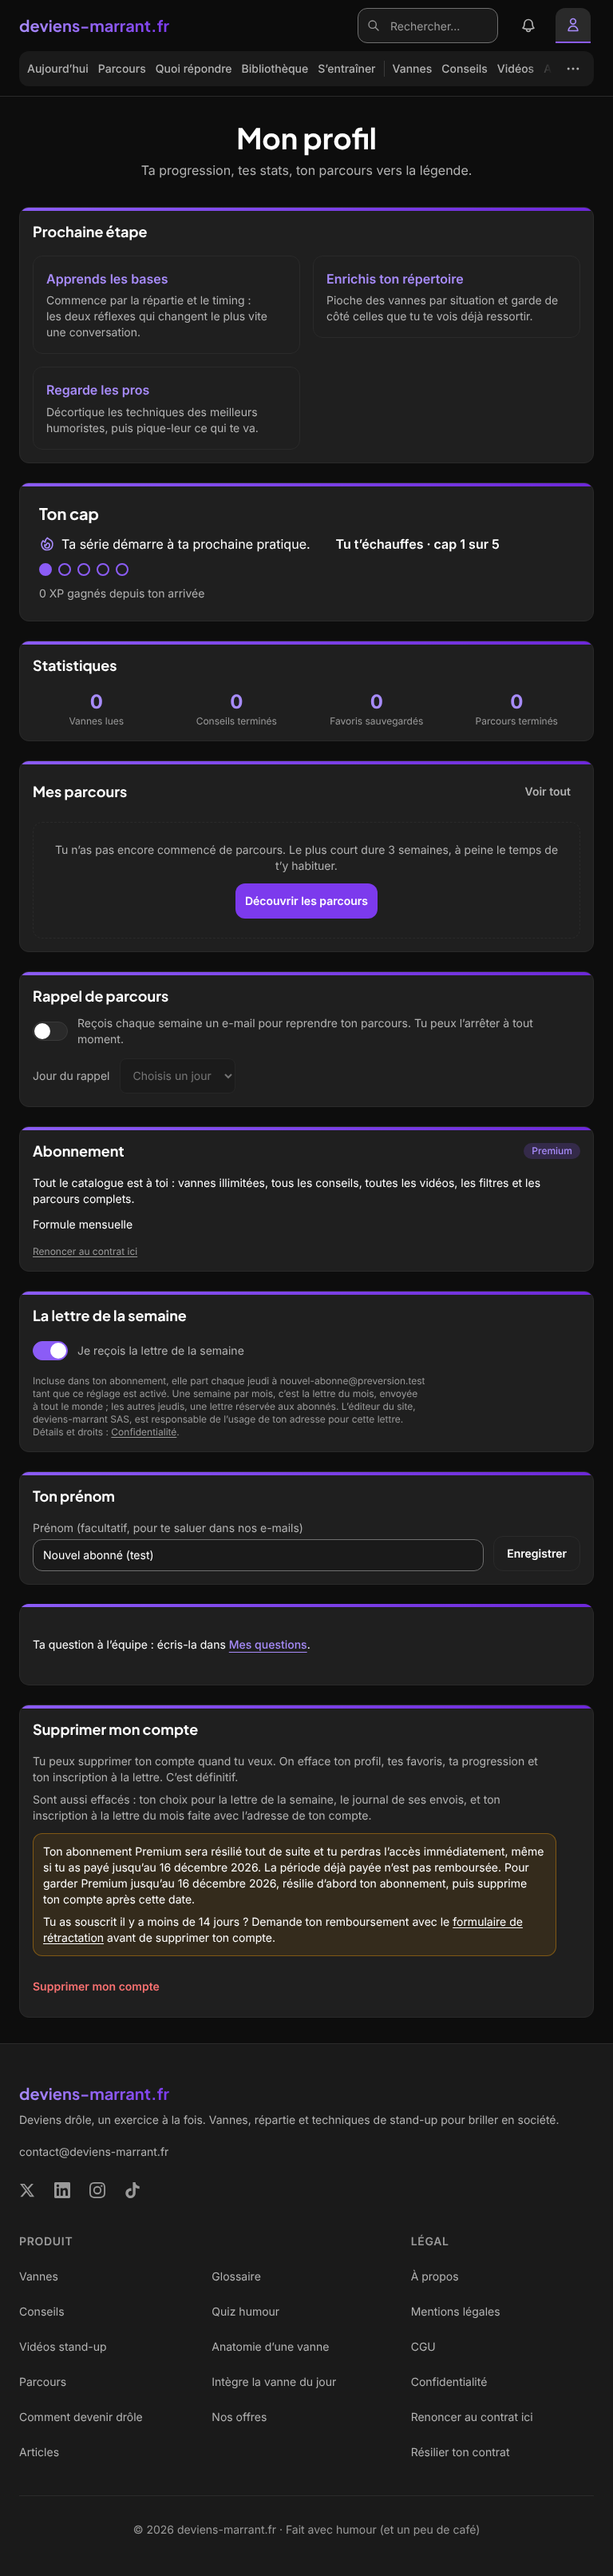 deviens-marrant.fr
Rechercher...
Aujourd’hui Parcours Quoi répondre Bibliothèque S’entraîner Vannes Conseils Vidéos
Mon profil
Ta progression, tes stats, ton parcours vers la légende.
Prochaine étape
Apprends les bases
Commence par la répartie et le timing :
les deux réflexes qui changent le plus vite
une conversation.
Enrichis ton répertoire
Pioche des vannes par situation et garde de
côté celles que tu te vois déjà ressortir.
Regarde les pros
Décortique les techniques des meilleurs
humoristes, puis pique-leur ce qui te va.
Ton cap
Ta série démarre à ta prochaine pratique. Tu t’échauffes · cap 1 sur 5
0 XP gagnés depuis ton arrivée
Statistiques
0 0 0 0
Vannes lues Conseils terminés Favoris sauvegardés Parcours terminés
Mes parcours
Voir tout
Tu n’as pas encore commencé de parcours. Le plus court dure 3 semaines, à peine le temps de
t'y habituer.
Découvrir les parcours
Rappel de parcours
Reçois chaque semaine un e-mail pour reprendre ton parcours. Tu peux l’arrêter à tout
moment.
Jour du rappel Choisis un jour
Abonnement
Premium
Tout le catalogue est à toi : vannes illimitées, tous les conseils, toutes les vidéos, les filtres et les
parcours complets.
Formule mensuelle
Renoncer au contrat ici
La lettre de la semaine
Je reçois la lettre de la semaine
Incluse dans ton abonnement, elle part chaque jeudi à nouvel-abonne@preversion.test
tant que ce réglage est activé. Une semaine par mois, c’est la lettre du mois, envoyée
à tout le monde ; les autres jeudis, une lettre réservée aux abonnés. L’éditeur du site,
deviens-marrant SAS, est responsable de l’usage de ton adresse pour cette lettre.
Détails et droits : Confidentialité.
Ton prénom
Prénom (facultatif, pour te saluer dans nos e-mails)
Nouvel abonné (test)
Enregistrer
Ta question à l’équipe : écris-la dans Mes questions.
Supprimer mon compte
Tu peux supprimer ton compte quand tu veux. On efface ton profil, tes favoris, ta progression et
ton inscription à la lettre. C’est définitif.
Sont aussi effacés : ton choix pour la lettre de la semaine, le journal de ses envois, et ton
inscription à la lettre du mois faite avec l’adresse de ton compte.
Ton abonnement Premium sera résilié tout de suite et tu perdras l’accès immédiatement, même
si tu as payé jusqu’au 16 décembre 2026. La période déjà payée n’est pas remboursée. Pour
garder Premium jusqu’au 16 décembre 2026, résilie d’abord ton abonnement, puis supprime
ton compte après cette date.
Tu as souscrit il y a moins de 14 jours ? Demande ton remboursement avec le formulaire de
rétractation avant de supprimer ton compte.
Supprimer mon compte
deviens-marrant.fr
Deviens drôle, un exercice à la fois. Vannes, répartie et techniques de stand-up pour briller en société.
contact@deviens-marrant.fr
PRODUIT
Vannes
Conseils
Vidéos stand-up
Parcours
Comment devenir drôle
Articles
Glossaire
Quiz humour
Anatomie d’une vanne
Intègre la vanne du jour
Nos offres
LÉGAL
À propos
Mentions légales
CGU
Confidentialité
Renoncer au contrat ici
Résilier ton contrat
© 2026 deviens-marrant.fr · Fait avec humour (et un peu de café)